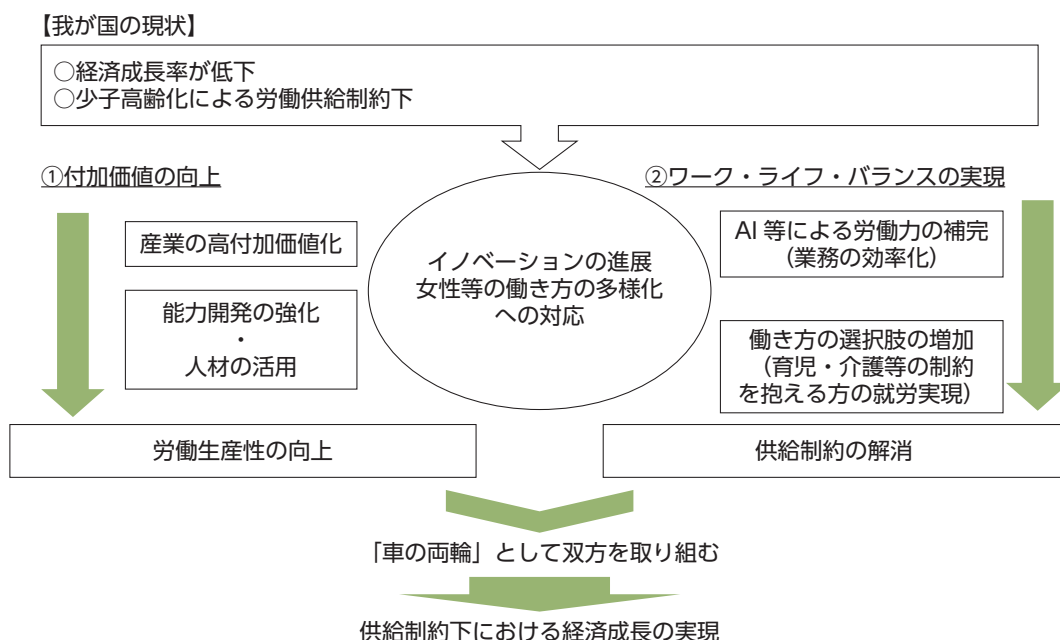 【我が国の現状】
○経済成長率が低下
○少子高齢化による労働供給制約下
①付加価値の向上
産業の高付加価値化
能力開発の強化
・
人材の活用
労働生産性の向上
イノベーションの進展
女性等の働き方の多様化
への対応
②ワーク・ライフ・バランスの実現
AI 等による労働力の補完
（業務の効率化）
働き方の選択肢の増加
（育児・介護等の制約
を抱える方の就労実現）
供給制約の解消
「車の両輪」として双方を取り組む
供給制約下における経済成長の実現